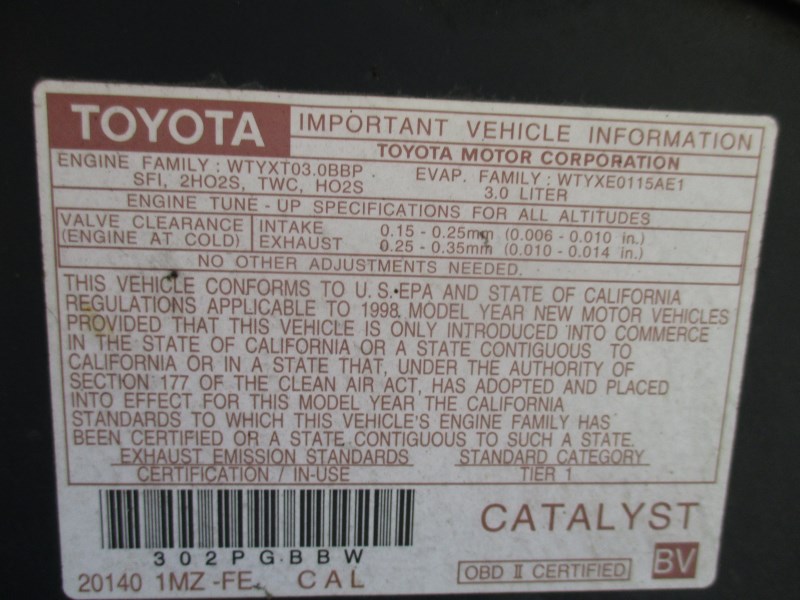 TOYOTA
IMPORTANT VEHICLE INFORMATION
TOYOTA MOTOR CORPORATION
ENGINE FAMILY : WTYXT03.0BBP EVAP. FAMILY : WTYXE0115AE1
SFI, 2HO2S, TWC, HO2S 3.0 LITER
ENGINE TUNE - UP SPECIFICATIONS FOR ALL ALTITUDES
VALVE CLEARANCE INTAKE 0.15 - 0.25mm (0.006 - 0.010 in.)
(ENGINE AT COLD) EXHAUST 0.25 - 0.35mm (0.010 - 0.014 in.)
NO OTHER ADJUSTMENTS NEEDED.
THIS VEHICLE CONFORMS TO U.S.EPA AND STATE OF CALIFORNIA
REGULATIONS APPLICABLE TO 1998 MODEL YEAR NEW MOTOR VEHICLES
PROVIDED THAT THIS VEHICLE IS ONLY INTRODUCED INTO COMMERCE
IN THE STATE OF CALIFORNIA OR A STATE CONTIGUOUS TO
CALIFORNIA OR IN A STATE THAT, UNDER THE AUTHORITY OF
SECTION 177 OF THE CLEAN AIR ACT, HAS ADOPTED AND PLACED
INTO EFFECT FOR THIS MODEL YEAR THE CALIFORNIA
STANDARDS TO WHICH THIS VEHICLE'S ENGINE FAMILY HAS
BEEN CERTIFIED OR A STATE CONTIGUOUS TO SUCH A STATE.
EXHAUST EMISSION STANDARDS STANDARD CATEGORY
CERTIFICATION / IN-USE TIER 1
302PGBBW
CATALYST
20140 1MZ-FE CAL
OBD II CERTIFIED BV